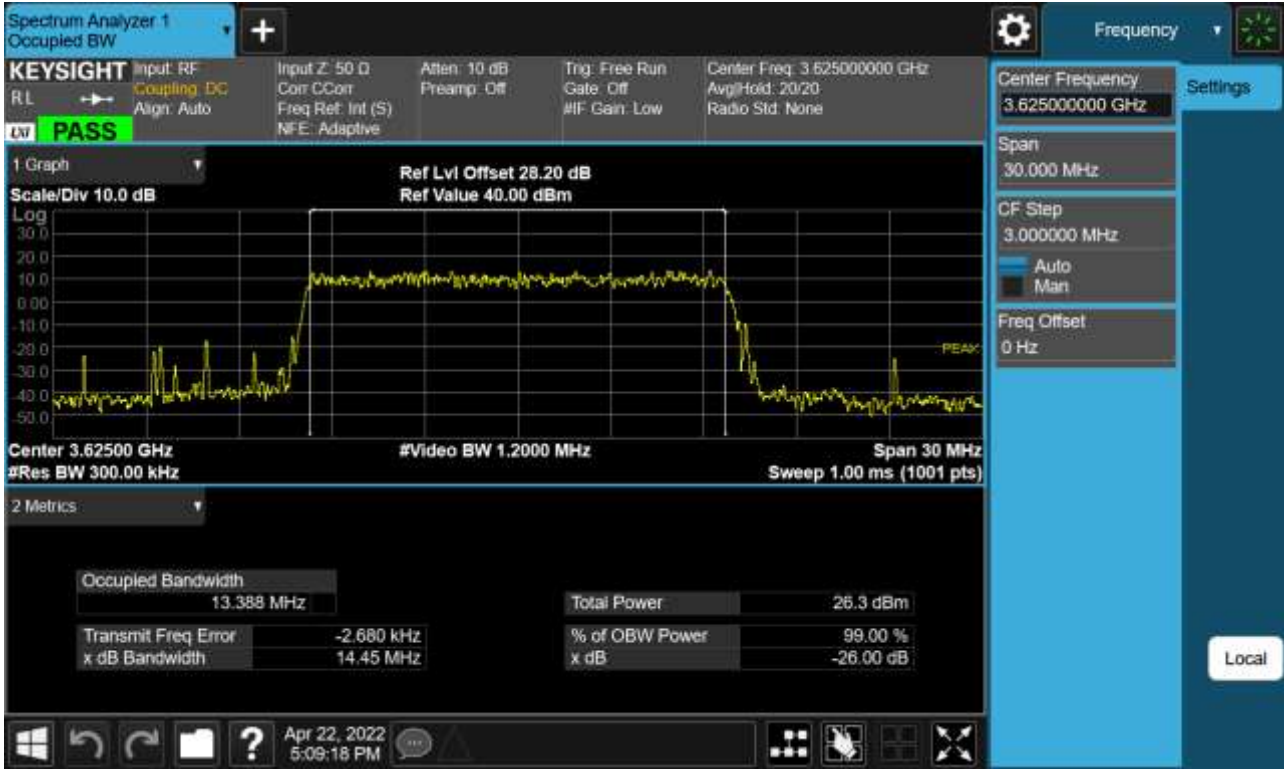 Spectrum Analyzer 1
Occupied BW
+
Frequency
KEYSIGHT
RL
LXI
PASS
Input: RF
Coupling: DC
Align: Auto
Input Z: 50 Ω
Corr CCorr
Freq Ref: Int (S)
NFE: Adaptive
Atten: 10 dB
Preamp: Off
Trig: Free Run
Gate: Off
#IF Gain: Low
Center Freq: 3.625000000 GHz
Avg|Hold: 20/20
Radio Std: None
Center Frequency
3.625000000 GHz
Settings
Span
30.000 MHz
CF Step
3.000000 MHz
Auto
Man
Freq Offset
0 Hz
Local
1 Graph
Scale/Div 10.0 dB
Ref Lvl Offset 28.20 dB
Ref Value 40.00 dBm
Log
30.0
20.0
10.0
0.00
-10.0
-20.0
-30.0
-40.0
-50.0
PEAK
Center 3.62500 GHz
#Video BW 1.2000 MHz
Span 30 MHz
#Res BW 300.00 kHz
Sweep 1.00 ms (1001 pts)
2 Metrics
Occupied Bandwidth
13.388 MHz
Total Power 26.3 dBm
Transmit Freq Error -2.680 kHz
% of OBW Power 99.00 %
x dB Bandwidth 14.45 MHz
x dB -26.00 dB
?
Apr 22, 2022
5:09:18 PM